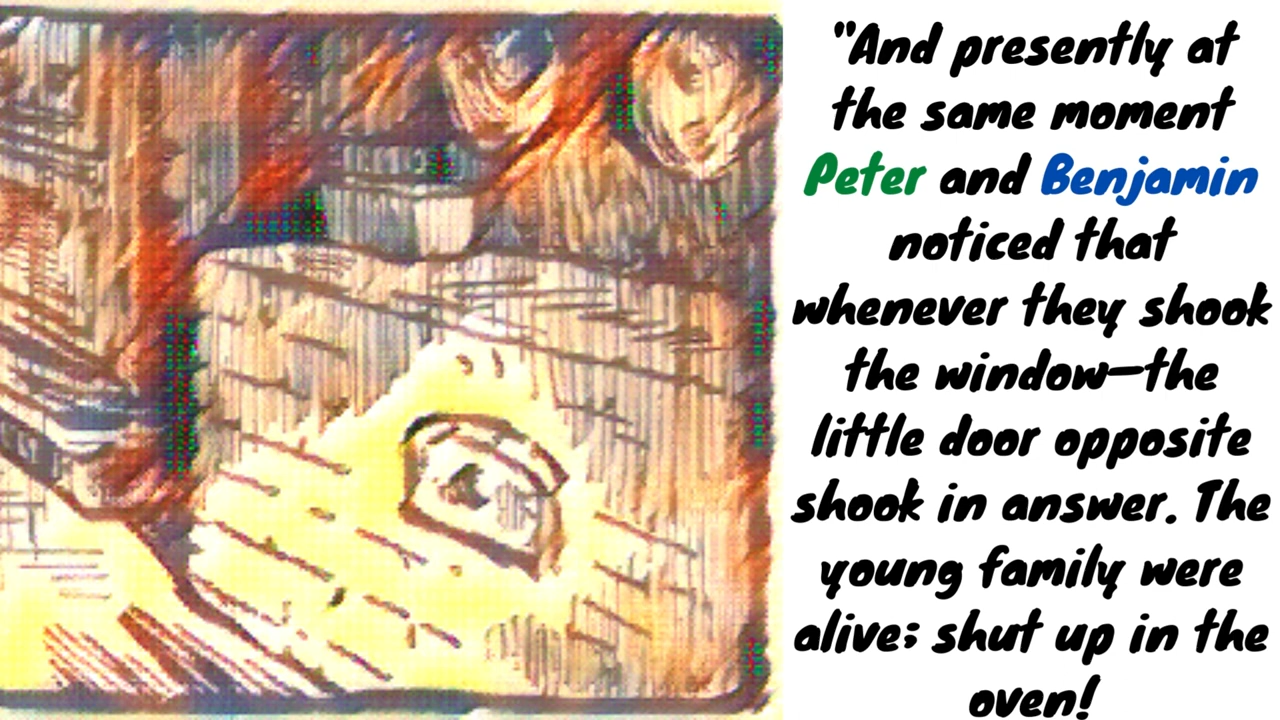 "And presently at
the same moment
Peter and Benjamin
noticed that
whenever they shook
the window—the
little door opposite
shook in answer. The
young family were
alive; shut up in the
oven!